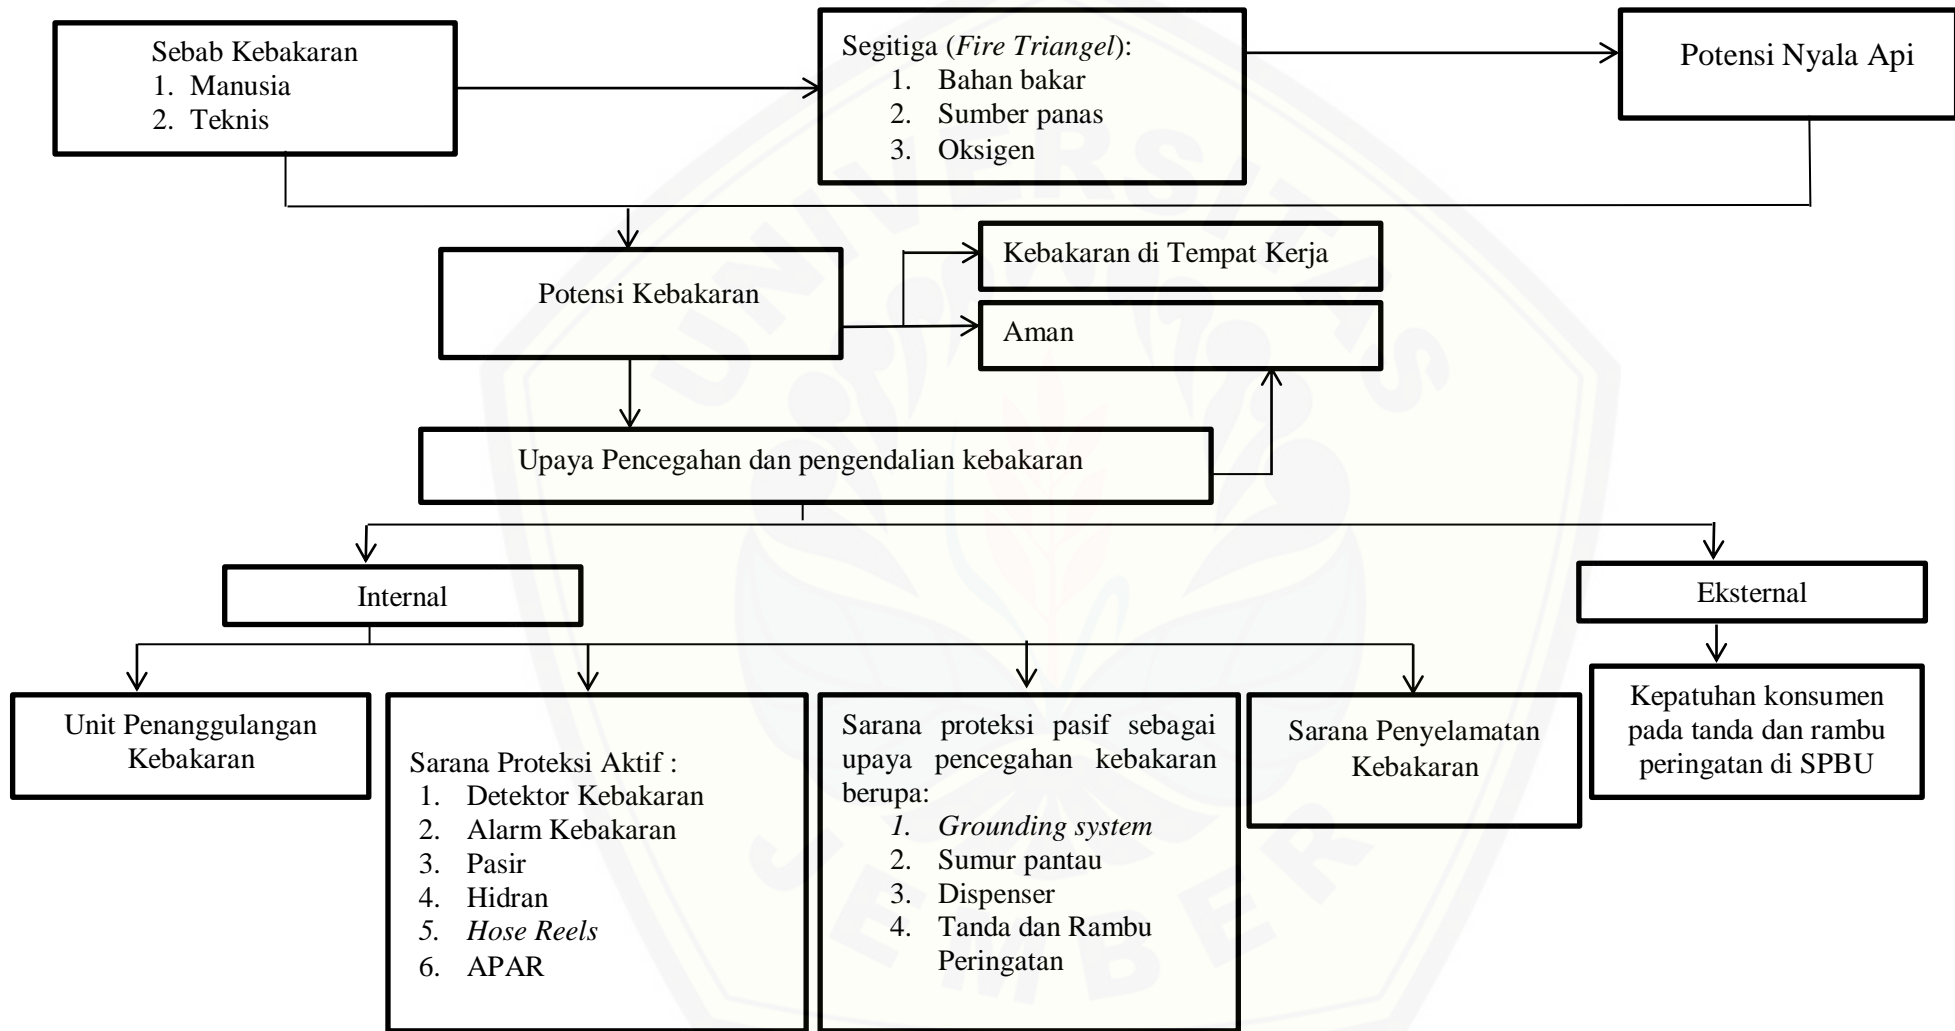 Sebab Kebakaran
1. Manusia
2. Teknis
Segitiga (Fire Triangel):
1. Bahan bakar
2. Sumber panas
3. Oksigen
Potensi Nyala Api
Potensi Kebakaran
Kebakaran di Tempat Kerja
Aman
Upaya Pencegahan dan pengendalian kebakaran
Internal
Eksternal
Unit Penanggulangan
Kebakaran
Sarana Proteksi Aktif :
1. Detektor Kebakaran
2. Alarm Kebakaran
3. Pasir
4. Hidran
5. Hose Reels
6. APAR
Sarana proteksi pasif sebagai
upaya pencegahan kebakaran
berupa:
1. Grounding system
2. Sumur pantau
3. Dispenser
4. Tanda dan Rambu
Peringatan
Sarana Penyelamatan
Kebakaran
Kepatuhan konsumen
pada tanda dan rambu
peringatan di SPBU
UNIVERSITAS
JEMBER